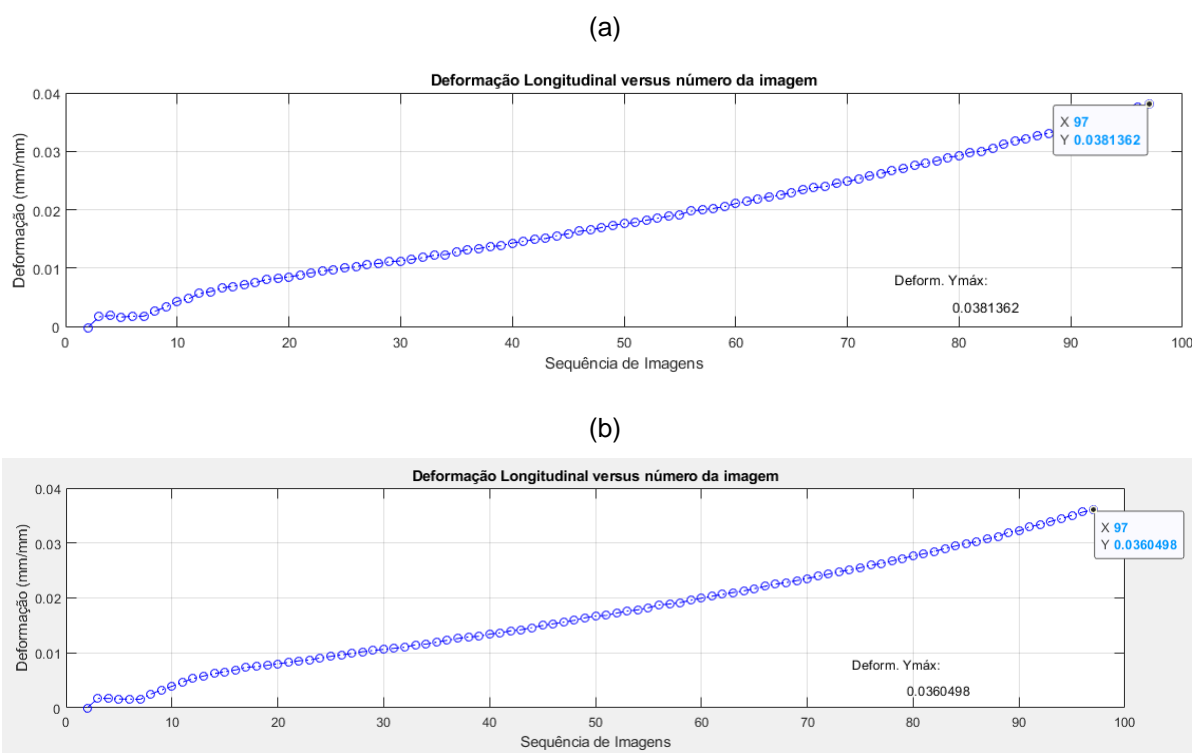 (a)
Deformação Longitudinal versus número da imagem
0.04
0.03
0.02
0.01
0
Deformação (mm/mm)
X 97
Y 0.0381362
Deform. Ymáx:
0.0381362
0 10 20 30 40 50 60 70 80 90 100
Sequência de Imagens
(b)
Deformação Longitudinal versus número da imagem
0.04
0.03
0.02
0.01
0
Deformação (mm/mm)
X 97
Y 0.0360498
Deform. Ymáx:
0.0360498
0 10 20 30 40 50 60 70 80 90 100
Sequência de Imagens